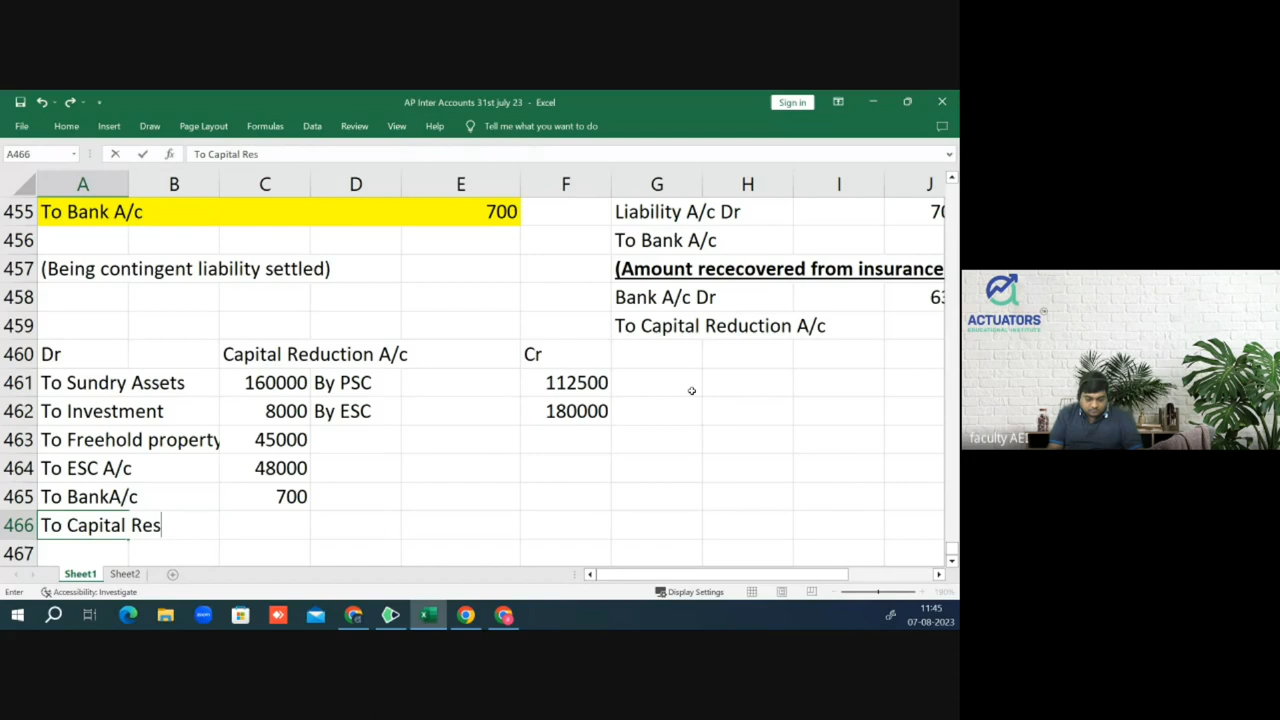 AP Inter Accounts 31st july 23 - Excel
Sign in
File Home Insert Draw Page Layout Formulas Data Review View Help Tell me what you want to do
A466 fx To Capital Res
A B C D E F G H I J
455 To Bank A/c 700 Liability A/c Dr
456 To Bank A/c
457 (Being contingent liability settled) (Amount rececovered from insurance
458 Bank A/c Dr
459 To Capital Reduction A/c
460 Dr Capital Reduction A/c Cr
461 To Sundry Assets 160000 By PSC 112500
462 To Investment 8000 By ESC 180000
463 To Freehold property 45000
464 To ESC A/c 48000
465 To BankA/c 700
466 To Capital Res
467
Sheet1 Sheet2
Enter Accessibility: Investigate Display Settings 190%
11:45
07-08-2023
ACTUATORS
EDUCATIONAL INSTITUTE
faculty AEI